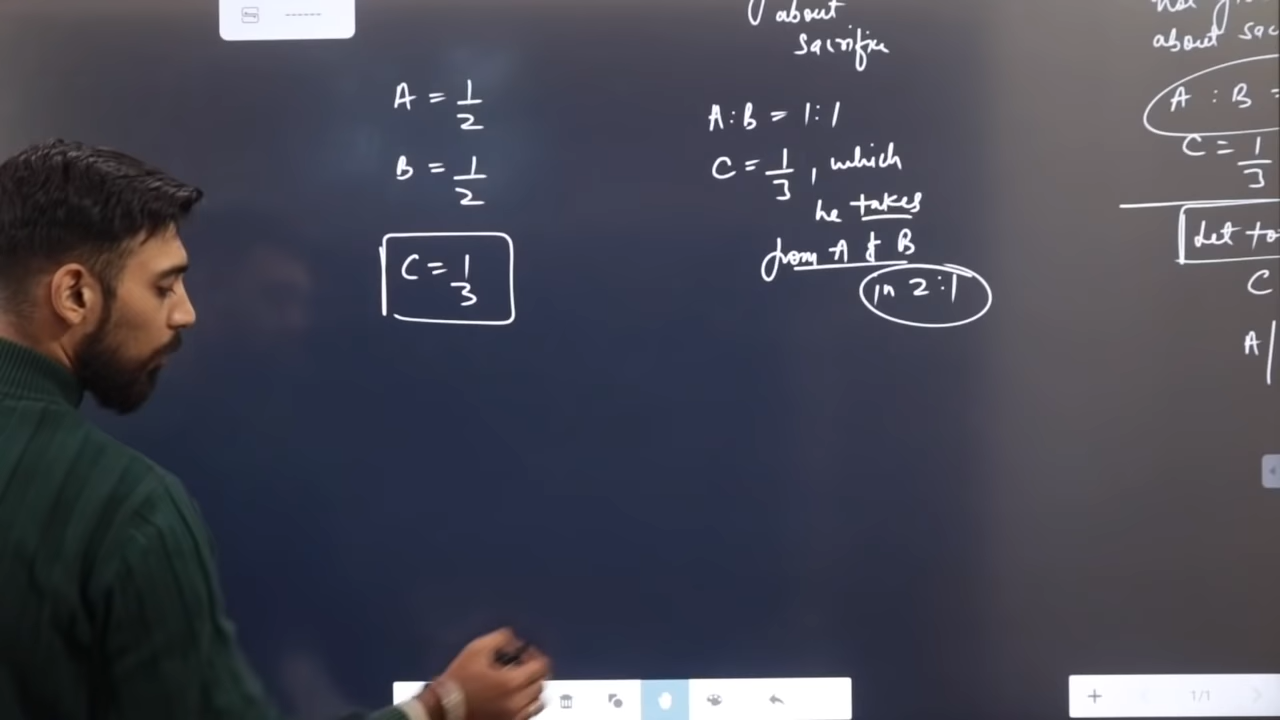 about
sacrifice
A = 1/2
B = 1/2
C = 1/3
A : B = 1 : 1
C = 1/3 , which
he takes
from A & B
in 2 : 1
about
A : B =
C = 1/3
Let
C
A
1/1